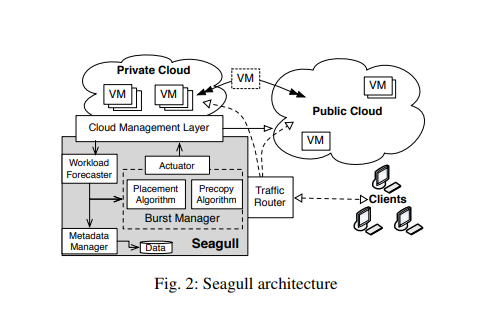 Private Cloud
VM
VM
VM
VM
Public Cloud
VM
Cloud Management Layer
Workload
Forecaster
Actuator
Placement
Algorithm
Precopy
Algorithm
Burst Manager
Traffic
Router
Clients
Metadata
Manager
Data
Seagull
Fig. 2: Seagull architecture